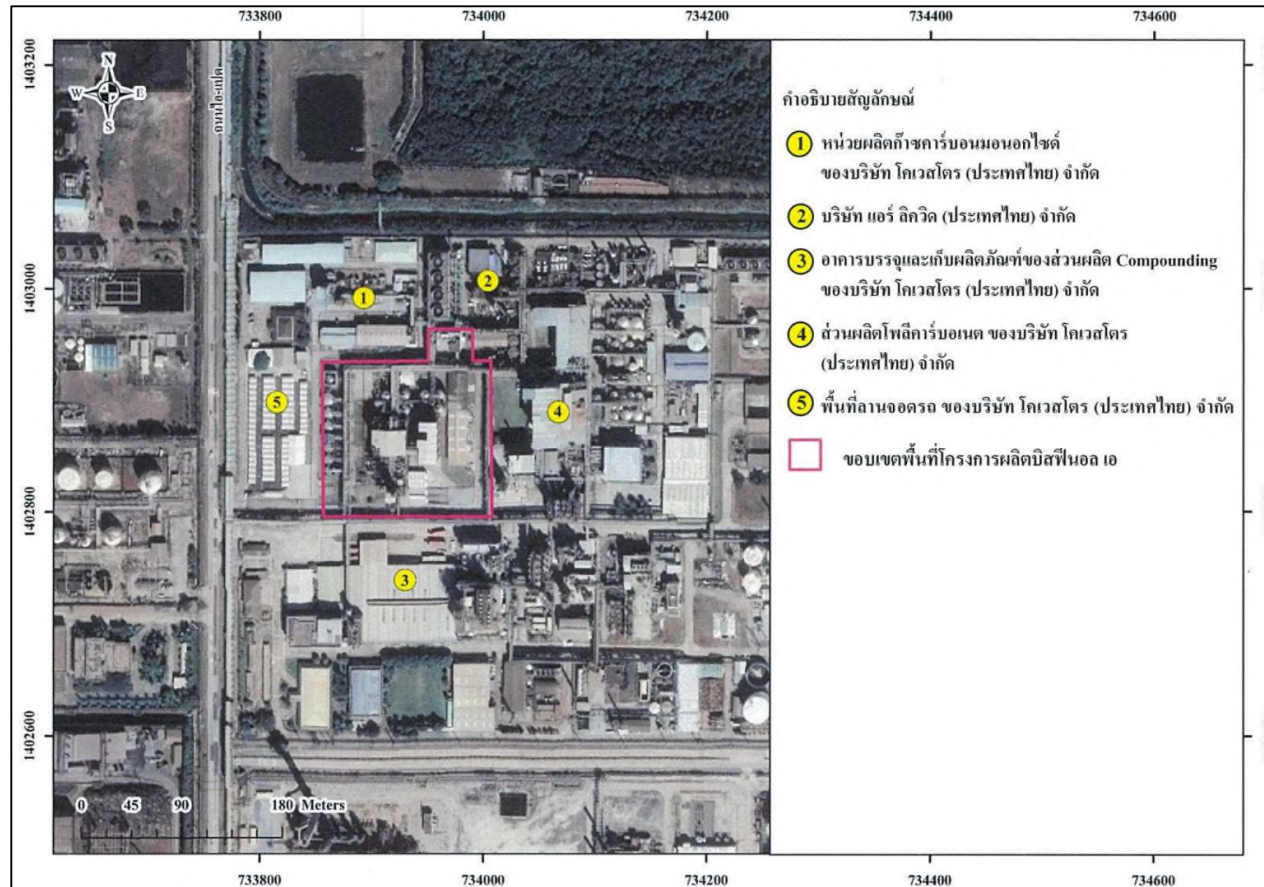 733800 734000 734200 734400 734600
1403200
1403000
1402800
1402600
N
W E
S
ถนนไอ-แปด
1
2
3
4
5
0 45 90 180 Meters
733800 734000 734200 734400 734600
คำอธิบายสัญลักษณ์
1 หน่วยผลิตก๊าซคาร์บอนมอนอกไซด์
ของบริษัท โคเวสโตร (ประเทศไทย) จำกัด
2 บริษัท แอร์ ลิควิด (ประเทศไทย) จำกัด
3 อาคารบรรจุและเก็บผลิตภัณฑ์ของส่วนผลิต Compounding
ของบริษัท โคเวสโตร (ประเทศไทย) จำกัด
4 ส่วนผลิตโพลีคาร์บอเนต ของบริษัท โคเวสโตร
(ประเทศไทย) จำกัด
5 พื้นที่ลานจอดรถ ของบริษัท โคเวสโตร (ประเทศไทย) จำกัด
ขอบเขตพื้นที่โครงการผลิตบิสฟีนอล เอ